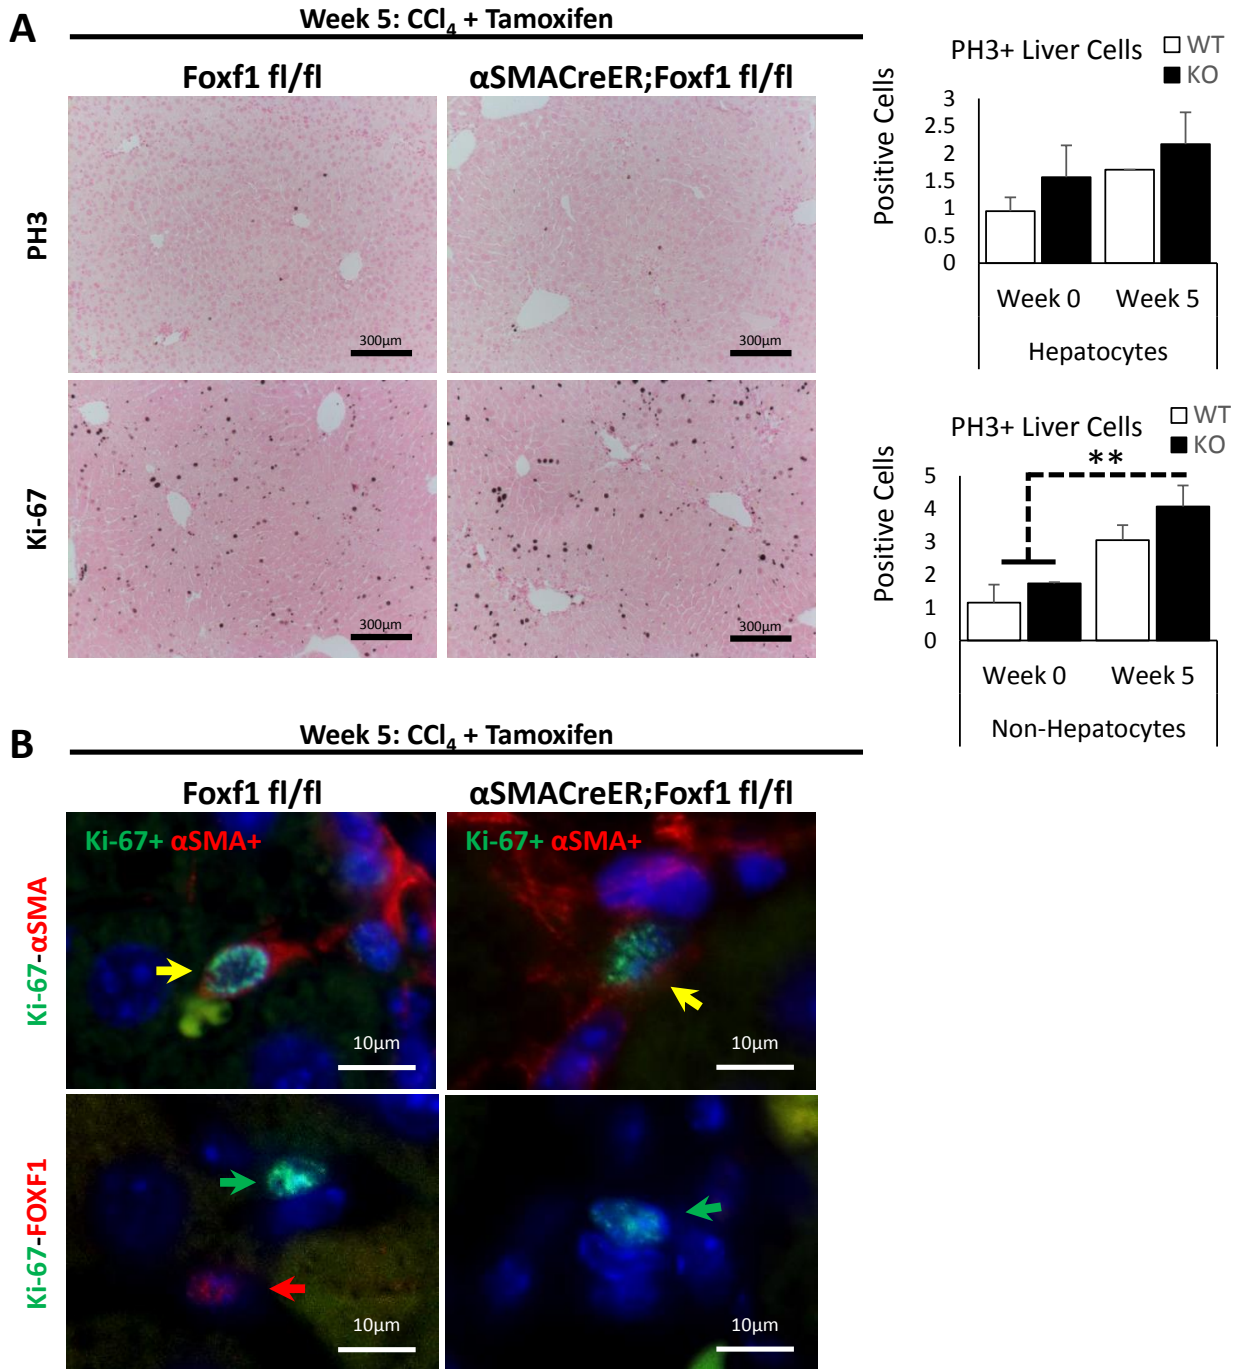 A
Week 5: CCl4 + Tamoxifen
Foxf1 fl/fl
αSMACreER;Foxf1 fl/fl
PH3
300µm
300µm
Ki-67
300µm
300µm
PH3+ Liver Cells
WT
KO
Positive Cells
3
2.5
2
1.5
1
0.5
0
Week 0
Week 5
Hepatocytes
PH3+ Liver Cells
WT
KO
**
Positive Cells
5
4
3
2
1
0
Week 0
Week 5
Non-Hepatocytes
B
Week 5: CCl4 + Tamoxifen
Foxf1 fl/fl
αSMACreER;Foxf1 fl/fl
Ki-67-αSMA
Ki-67+ αSMA+
10µm
Ki-67+ αSMA+
10µm
Ki-67-FOXF1
10µm
10µm